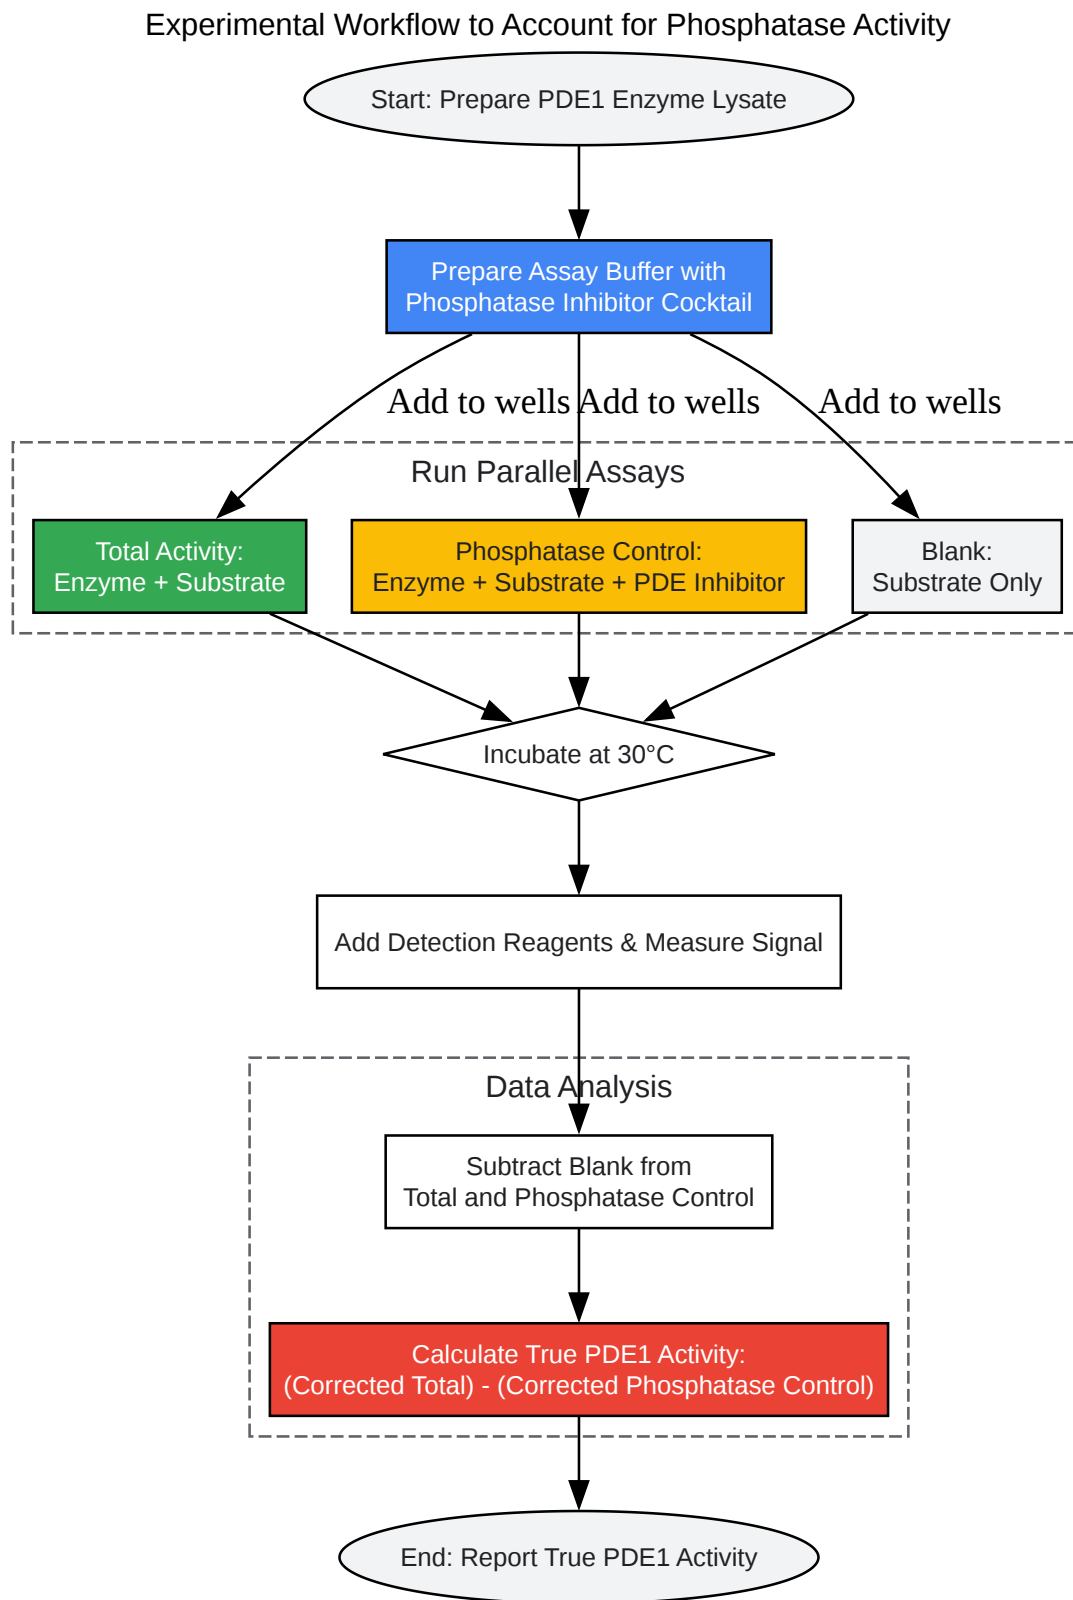 Experimental Workflow to Account for Phosphatase Activity
Start: Prepare PDE1 Enzyme Lysate
Prepare Assay Buffer with
Phosphatase Inhibitor Cocktail
Add to wells
Add to wells
Add to wells
Run Parallel Assays
Total Activity:
Enzyme + Substrate
Phosphatase Control:
Enzyme + Substrate + PDE Inhibitor
Blank:
Substrate Only
Incubate at 30°C
Add Detection Reagents & Measure Signal
Data Analysis
Subtract Blank from
Total and Phosphatase Control
Calculate True PDE1 Activity:
(Corrected Total) - (Corrected Phosphatase Control)
End: Report True PDE1 Activity